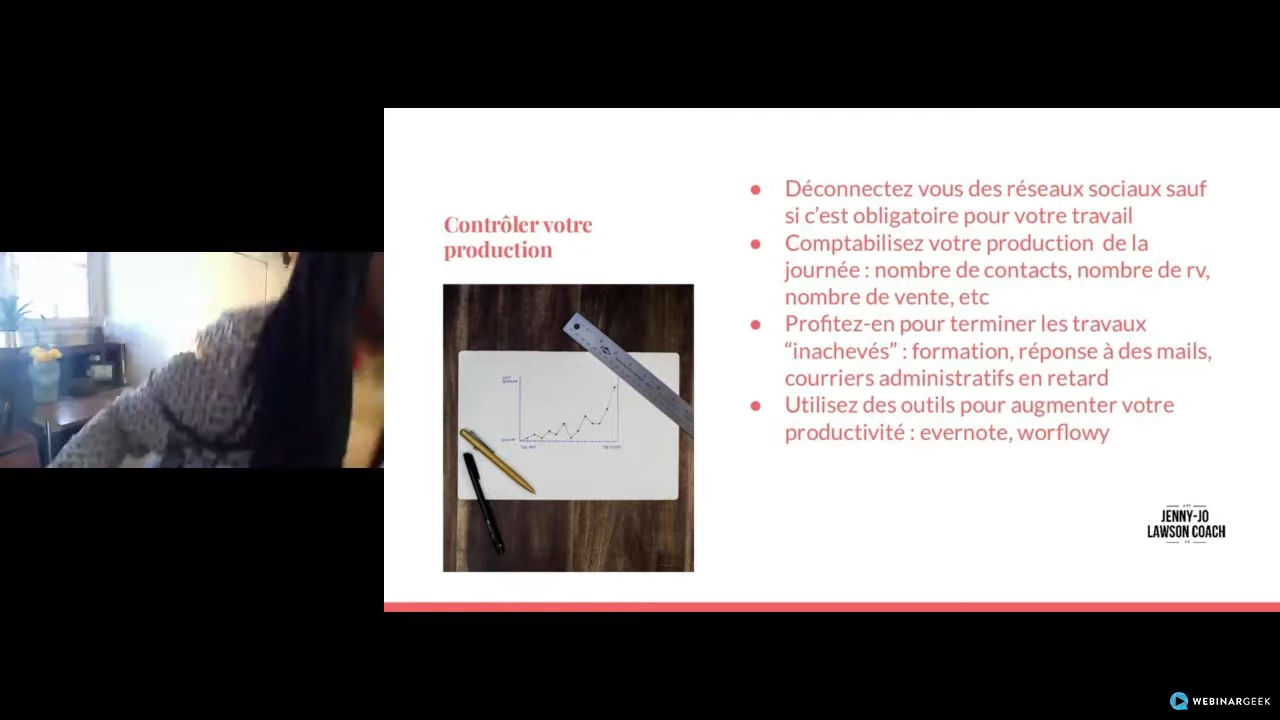 Contrôler votre
production
● Déconnectez vous des réseaux sociaux sauf
si c’est obligatoire pour votre travail
● Comptabilisez votre production  de la
journée : nombre de contacts, nombre de rv,
nombre de vente, etc
● Profitez-en pour terminer les travaux
“inachevés” : formation, réponse à des mails,
courriers administratifs en retard
● Utilisez des outils pour augmenter votre
productivité : evernote, worflowy
JENNY-JO
LAWSON COACH
WEBINARGEEK